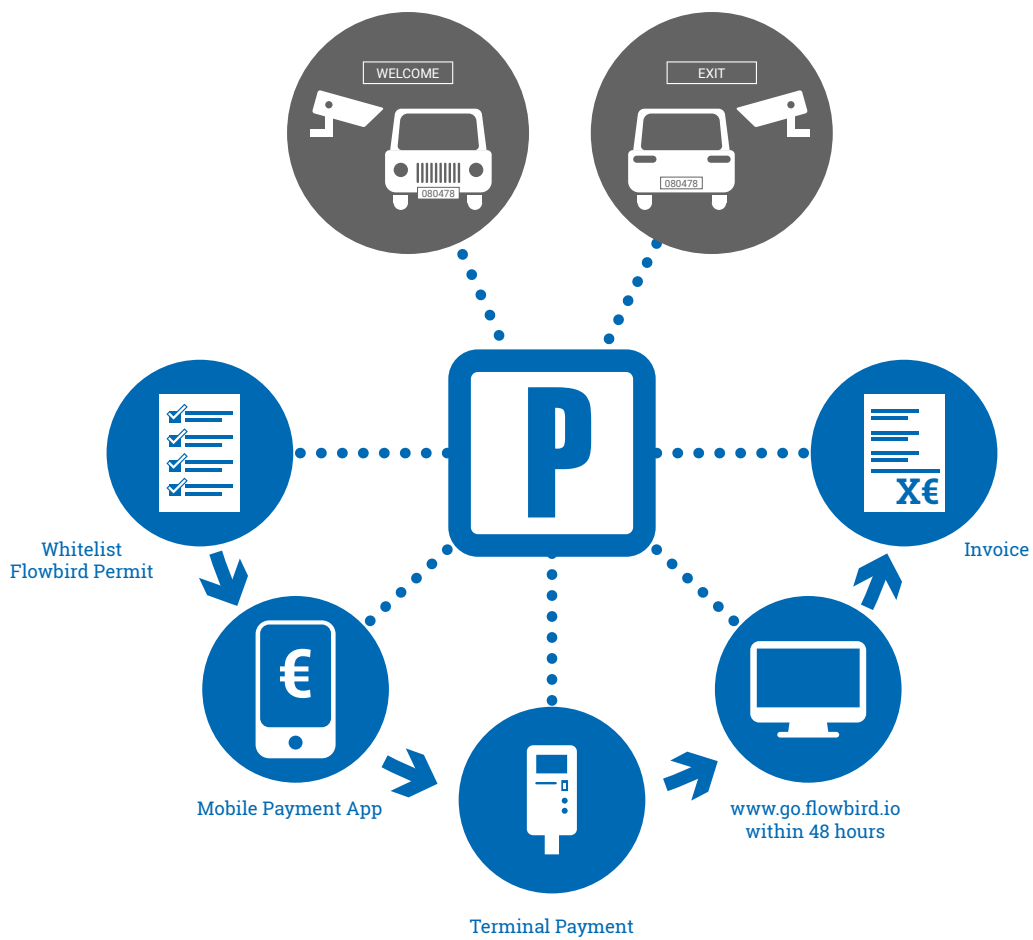 WELCOME
080478
EXIT
080478
P
X€
Whitelist
Flowbird Permit
Invoice
€
Mobile Payment App
www.go.flowbird.io
within 48 hours
Terminal Payment